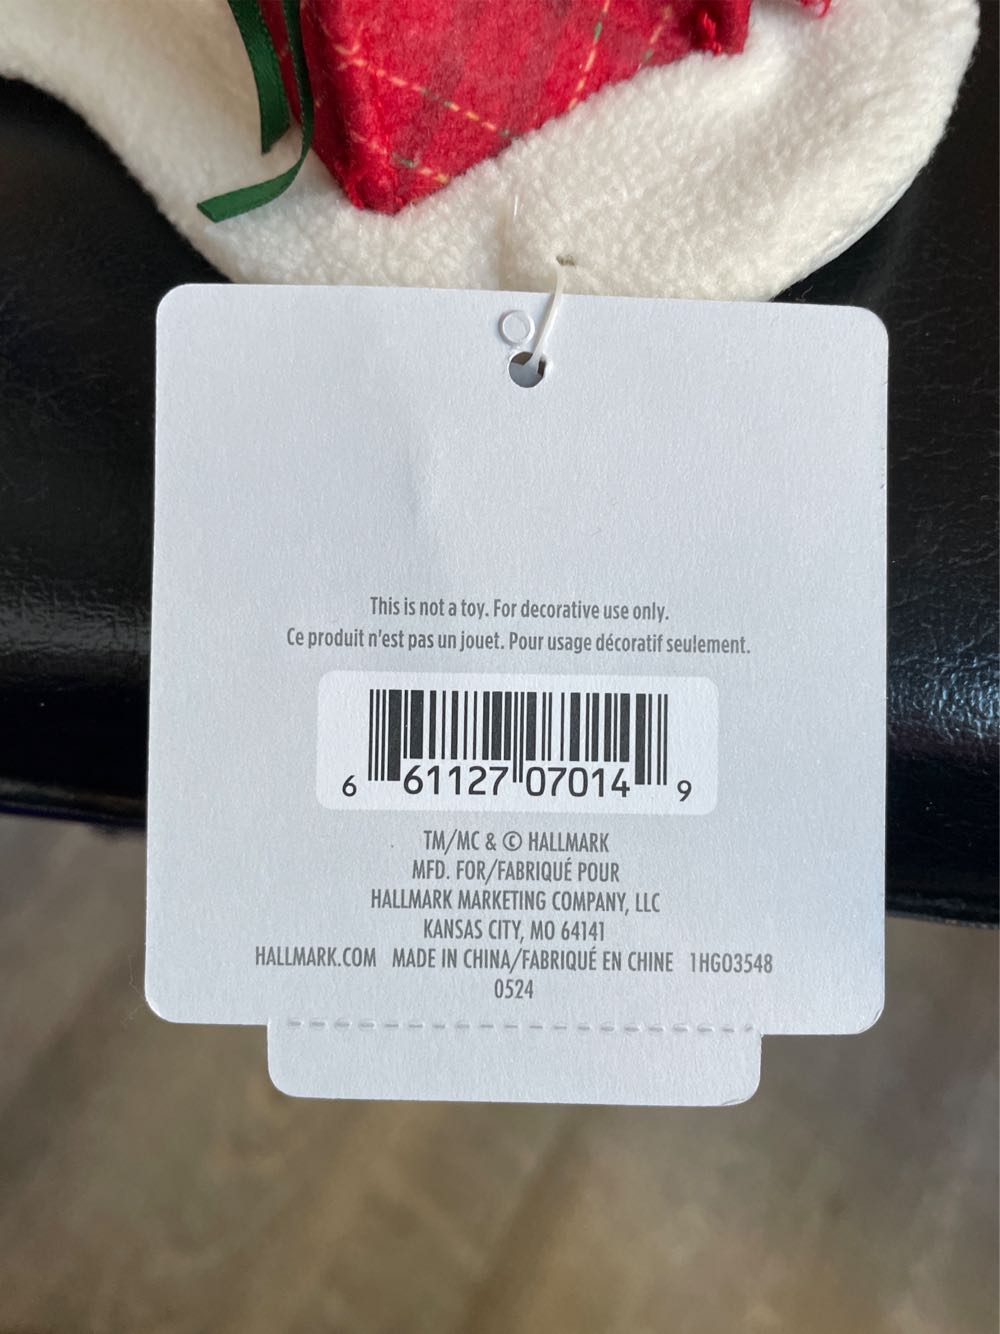 This is not a toy. For decorative use only.
Ce produit n'est pas un jouet. Pour usage décoratif seulement.
6 61127 07014 9
TM/MC & © HALLMARK
MFD. FOR/FABRIQUÉ POUR
HALLMARK MARKETING COMPANY, LLC
KANSAS CITY, MO 64141
HALLMARK.COM MADE IN CHINA/FABRIQUÉ EN CHINE 1HGO3548
0524